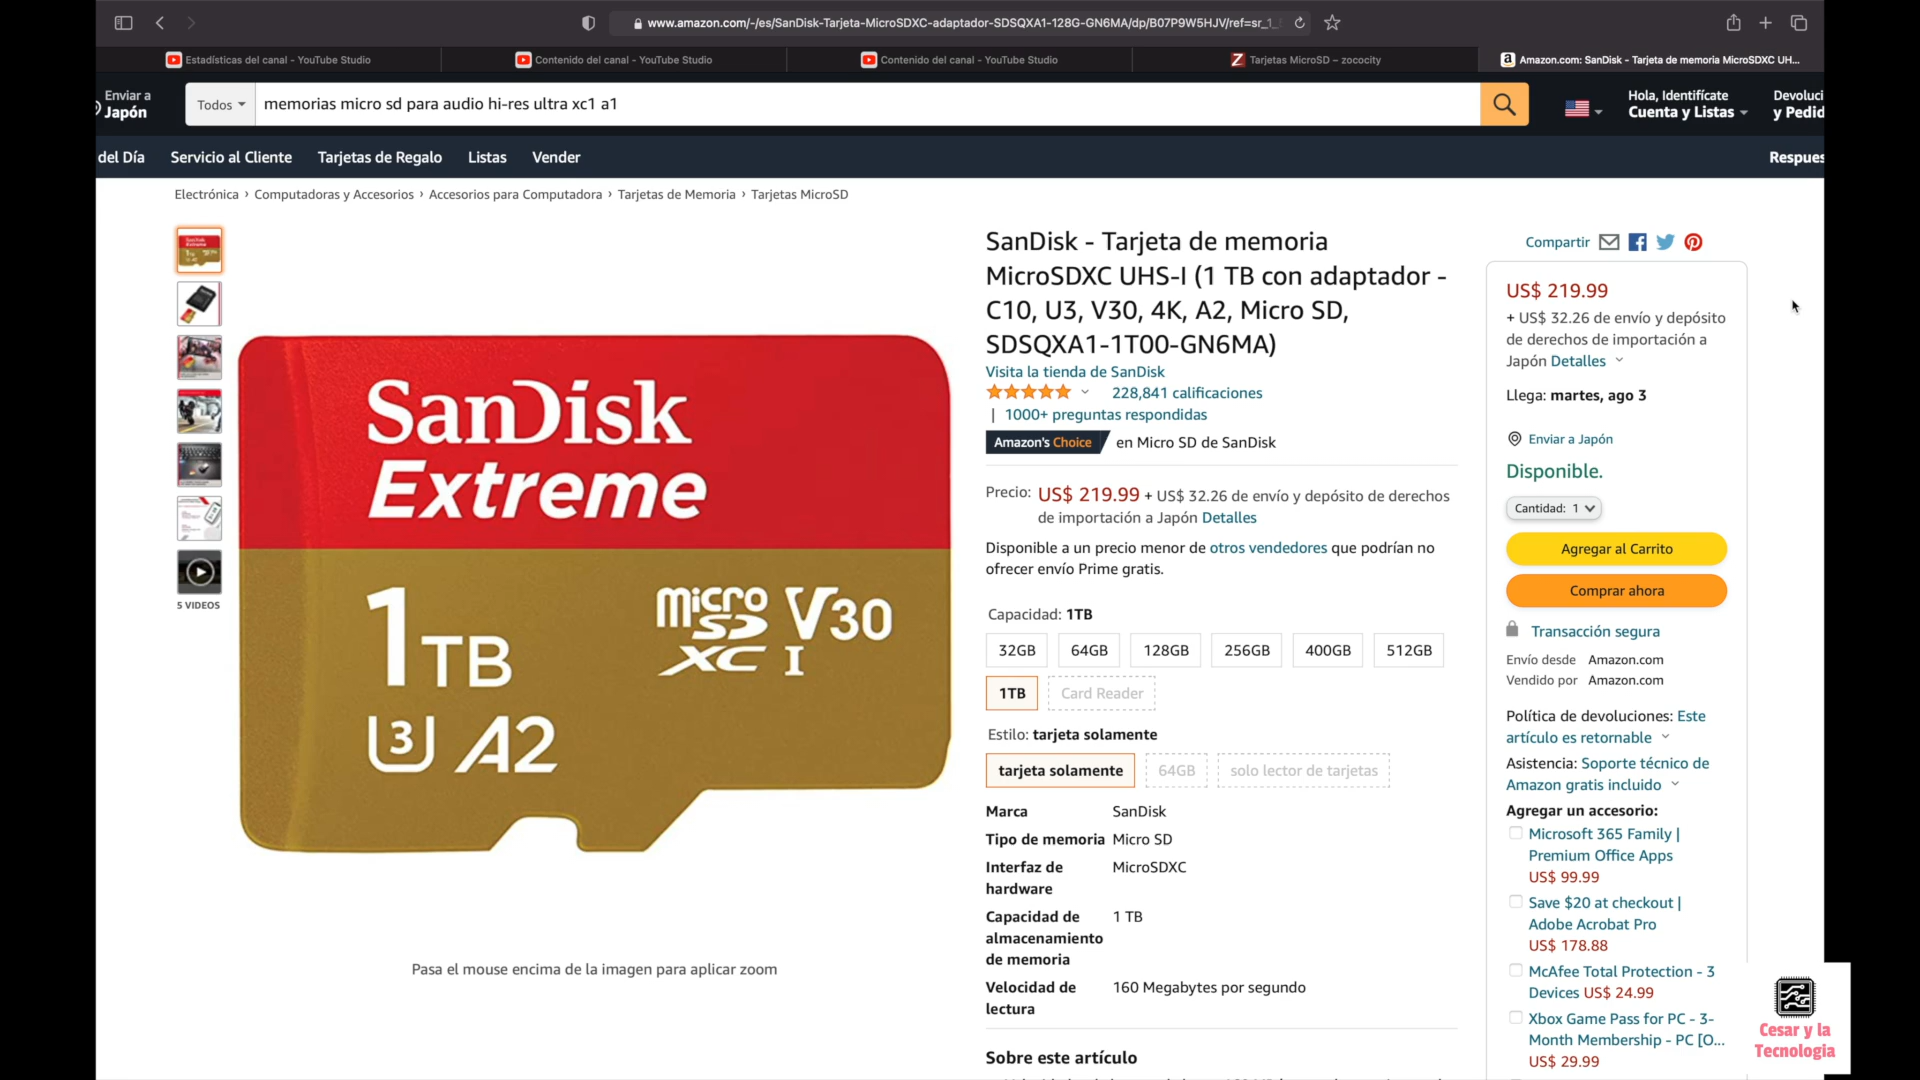 www.amazon.com/-/es/SanDisk-Tarjeta-MicroSDXC-adaptador-SDSQXA1-128G-GN6MA/dp/B07P9W5HJV/ref=sr_1_
Estadísticas del canal - YouTube Studio
Contenido del canal - YouTube Studio
Contenido del canal - YouTube Studio
Tarjetas MicroSD – zococity
Amazon.com: SanDisk - Tarjeta de memoria MicroSDXC UH...
Enviar a
Japón
Todos
memorias micro sd para audio hi-res ultra xc1 a1
Hola, Identifícate
Cuenta y Listas
Devoluci
y Pedid
del Día
Servicio al Cliente
Tarjetas de Regalo
Listas
Vender
Respues
Electrónica › Computadoras y Accesorios › Accesorios para Computadora › Tarjetas de Memoria › Tarjetas MicroSD
5 VIDEOS
SanDisk
Extreme
1TB
micro SD XC I V30
U3 A2
Pasa el mouse encima de la imagen para aplicar zoom
SanDisk - Tarjeta de memoria
MicroSDXC UHS-I (1 TB con adaptador -
C10, U3, V30, 4K, A2, Micro SD,
SDSQXA1-1T00-GN6MA)
Visita la tienda de SanDisk
228,841 calificaciones
| 1000+ preguntas respondidas
Amazon's Choice en Micro SD de SanDisk
Precio: US$ 219.99 + US$ 32.26 de envío y depósito de derechos
de importación a Japón Detalles
Disponible a un precio menor de otros vendedores que podrían no
ofrecer envío Prime gratis.
Capacidad: 1TB
32GB
64GB
128GB
256GB
400GB
512GB
1TB
Card Reader
Estilo: tarjeta solamente
tarjeta solamente
64GB
solo lector de tarjetas
Marca SanDisk
Tipo de memoria Micro SD
Interfaz de MicroSDXC
hardware
Capacidad de 1 TB
almacenamiento
de memoria
Velocidad de 160 Megabytes por segundo
lectura
Sobre este artículo
Compartir
US$ 219.99
+ US$ 32.26 de envío y depósito
de derechos de importación a
Japón Detalles
Llega: martes, ago 3
Enviar a Japón
Disponible.
Cantidad: 1
Agregar al Carrito
Comprar ahora
Transacción segura
Envío desde Amazon.com
Vendido por Amazon.com
Política de devoluciones: Este
artículo es retornable
Asistencia: Soporte técnico de
Amazon gratis incluido
Agregar un accesorio:
Microsoft 365 Family |
Premium Office Apps
US$ 99.99
Save $20 at checkout |
Adobe Acrobat Pro
US$ 178.88
McAfee Total Protection - 3
Devices US$ 24.99
Xbox Game Pass for PC - 3-
Month Membership - PC [O...
US$ 29.99
Cesar y la
Tecnologia